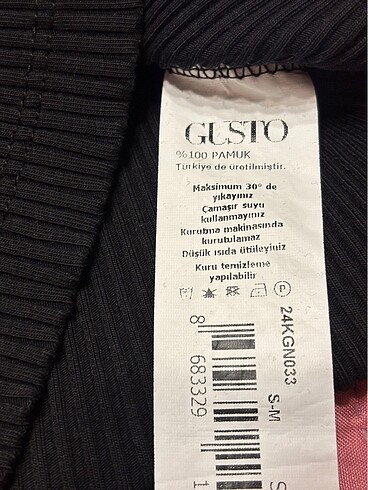 GUSTO
%100 PAMUK
Türkiye de üretilmiştir.
Maksimum 30° de
yıkayınız
Çamaşır suyu
kullanmayınız
Kurutma makinasında
kurutulamaz
Düşük ısıda ütüleyiniz
Kuru temizleme
yapılabilir
P
24KGN033
S-M
8 683329